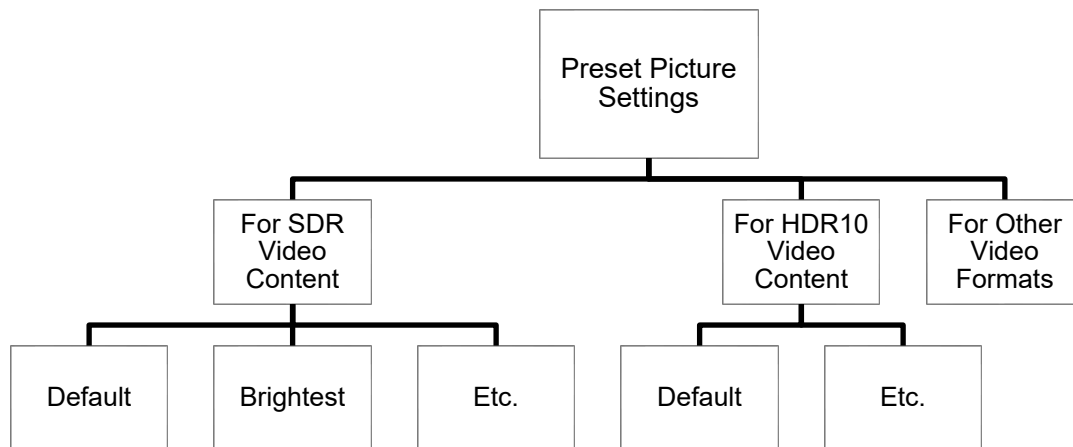 Preset Picture
Settings
For SDR
Video
Content
For HDR10
Video
Content
For Other
Video
Formats
Default
Brightest
Etc.
Default
Etc.